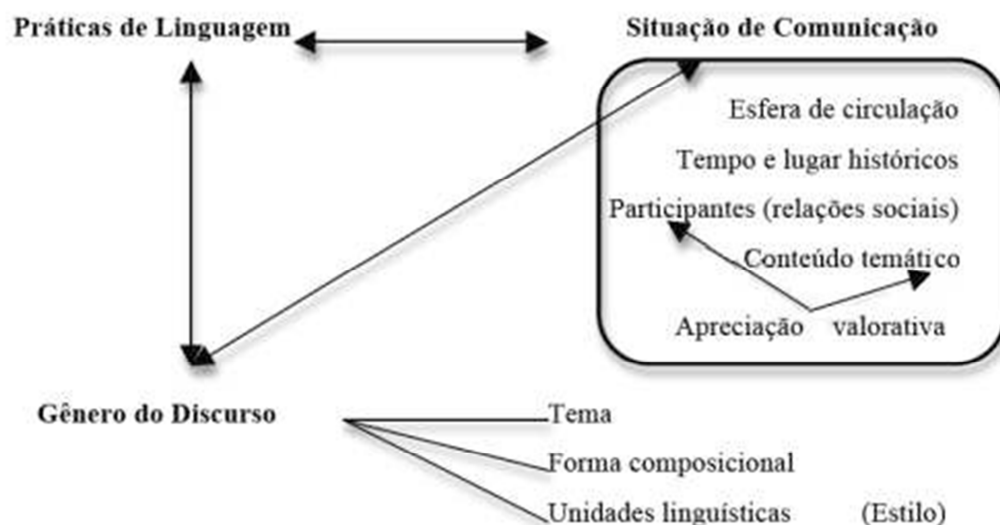 Práticas de Linguagem
Situação de Comunicação
Esfera de circulação
Tempo e lugar históricos
Participantes (relações sociais)
Conteúdo temático
Apreciação valorativa
Gênero do Discurso
Tema
Forma composicional
Unidades linguísticas (Estilo)